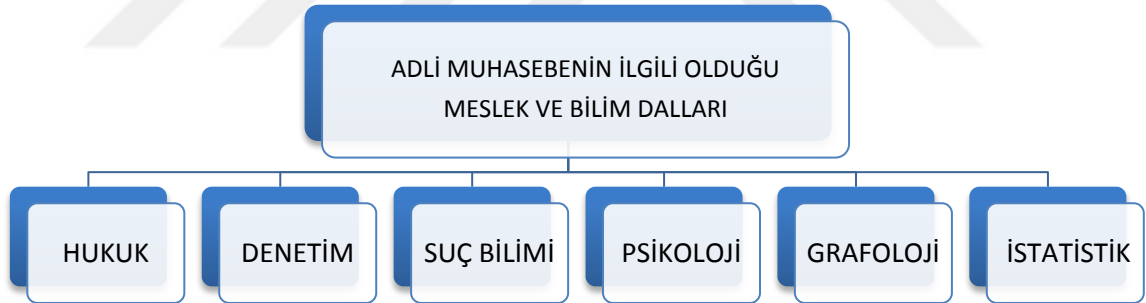 ADLİ MUHASEBENİN İLGİLİ OLDUĞU
MESLEK VE BİLİM DALLARI
HUKUK
DENETİM
SUÇ BİLİMİ
PSİKOLOJİ
GRAFOLOJİ
İSTATİSTİK